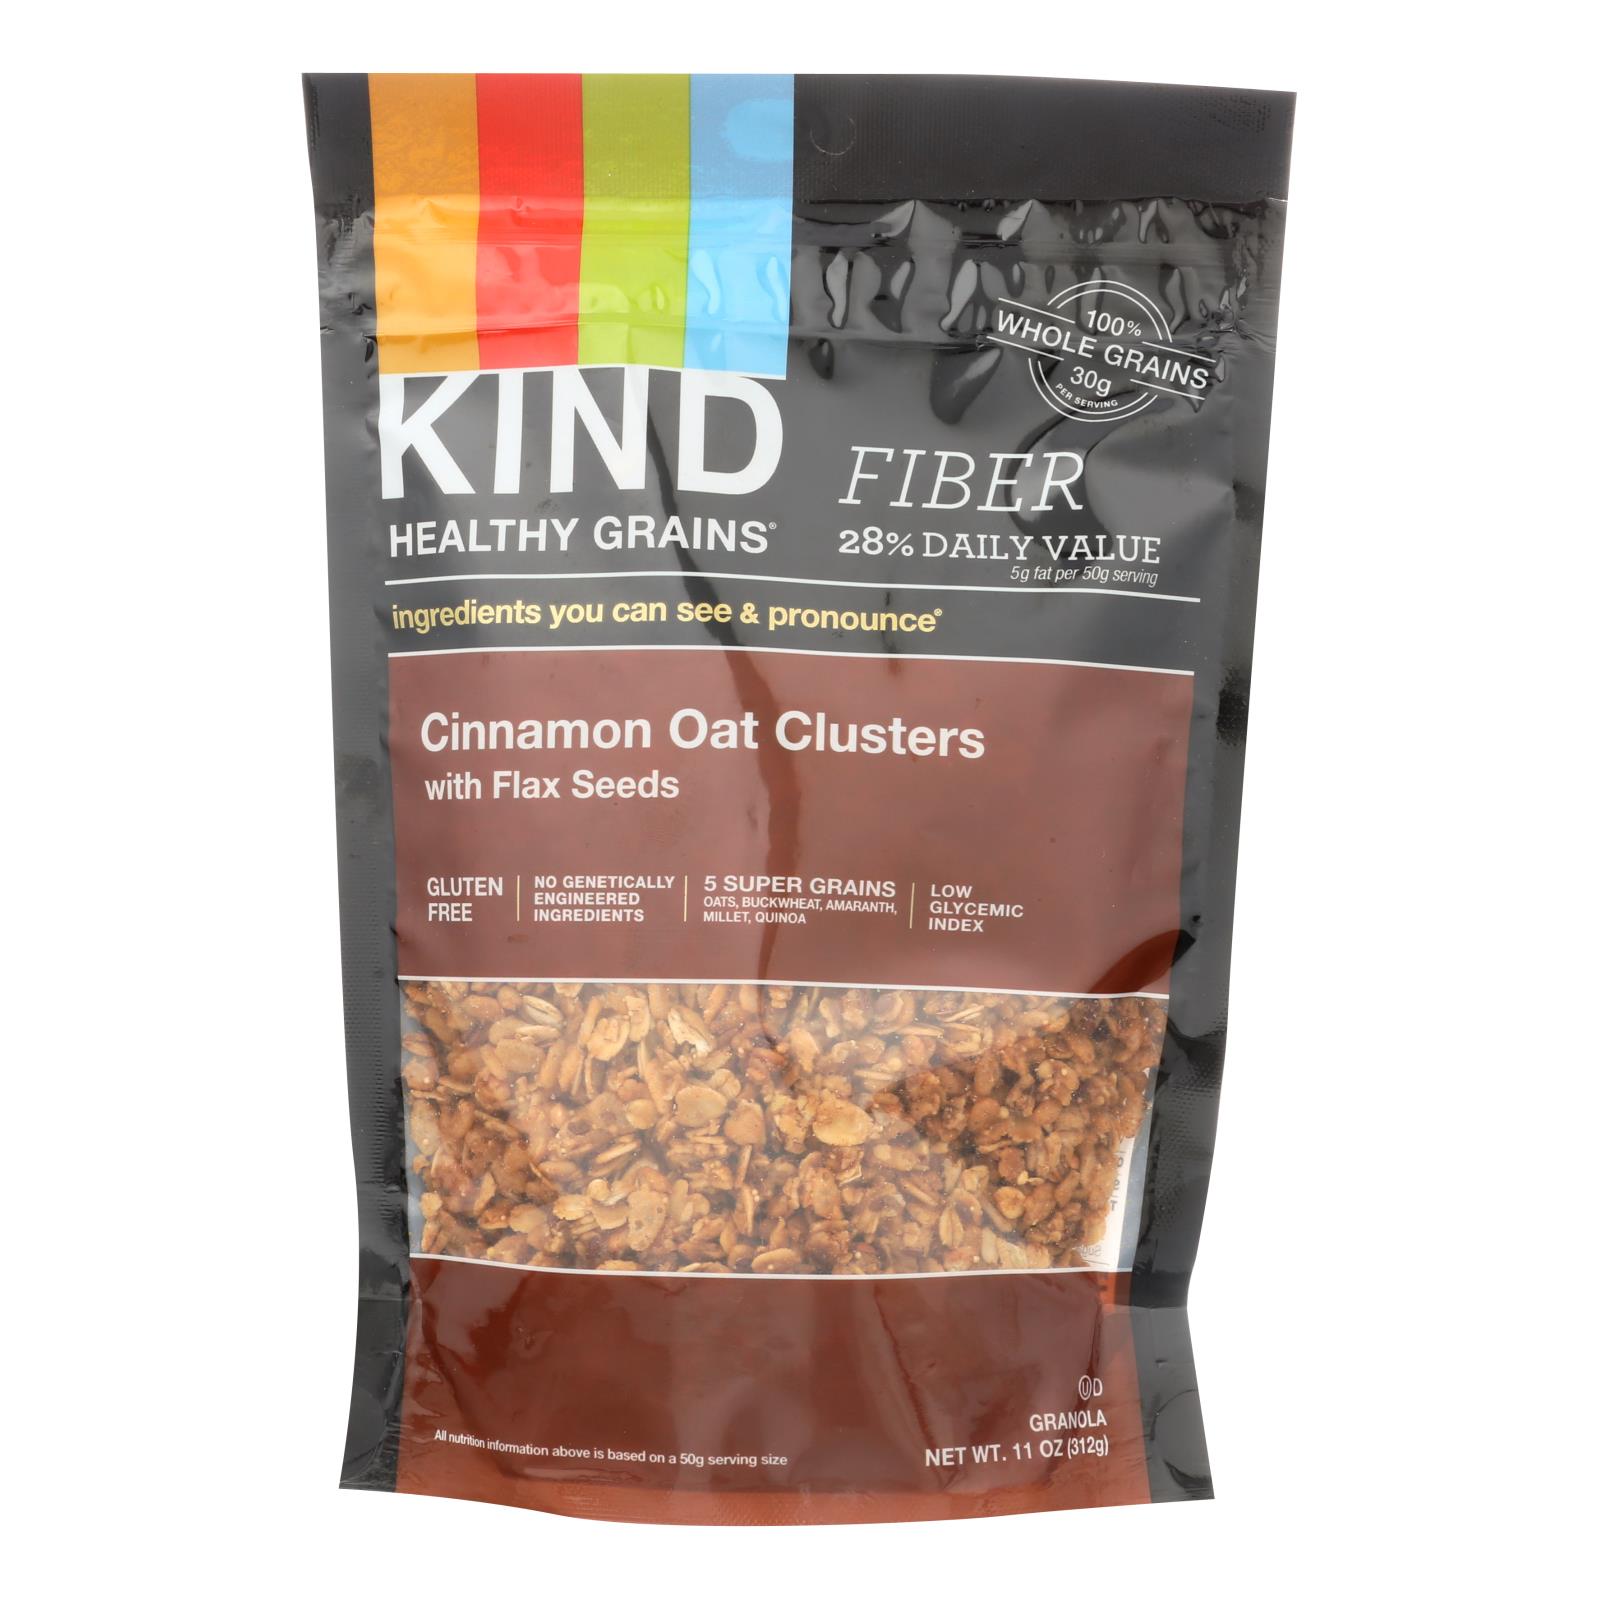 100%
WHOLE GRAINS
30g
PER SERVING
KIND
HEALTHY GRAINS®
FIBER
28% DAILY VALUE
5g fat per 50g serving
ingredients you can see & pronounce®
Cinnamon Oat Clusters
with Flax Seeds
GLUTEN
FREE
NO GENETICALLY
ENGINEERED
INGREDIENTS
5 SUPER GRAINS
OATS, BUCKWHEAT, AMARANTH,
MILLET, QUINOA
LOW
GLYCEMIC
INDEX
ⓊD
GRANOLA
NET WT. 11 OZ (312g)
All nutrition information above is based on a 50g serving size